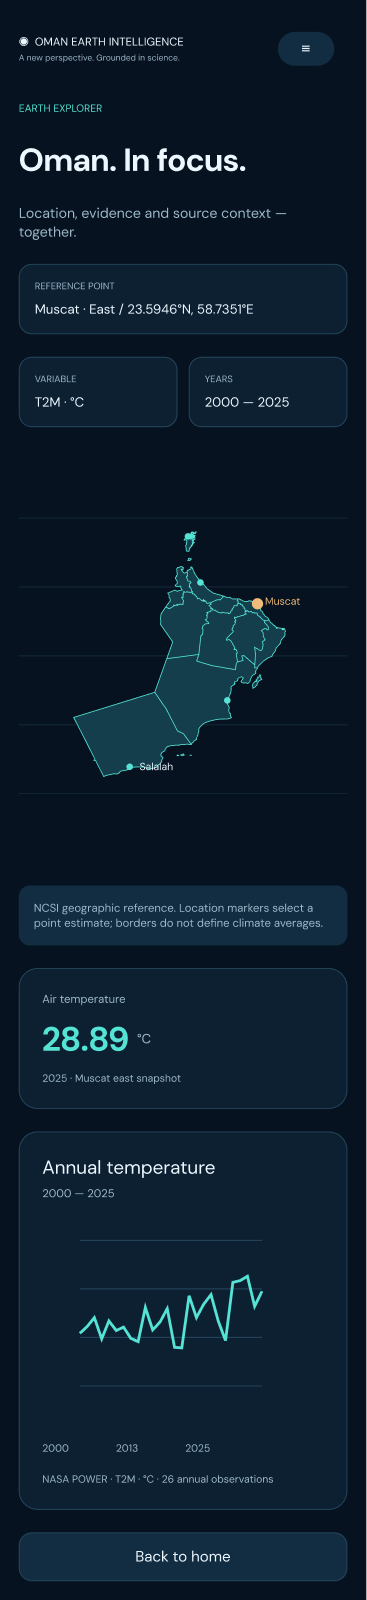 OMAN EARTH INTELLIGENCE
A new perspective. Grounded in science.
EARTH EXPLORER
Oman. In focus.
Location, evidence and source context —
together.
REFERENCE POINT
Muscat · East / 23.5946°N, 58.7351°E
VARIABLE
T2M · °C
YEARS
2000 — 2025
Muscat
Salalah
NCSI geographic reference. Location markers select a
point estimate; borders do not define climate averages.
Air temperature
28.89 °C
2025 · Muscat east snapshot
Annual temperature
2000 — 2025
2000 2013 2025
NASA POWER · T2M · °C · 26 annual observations
Back to home